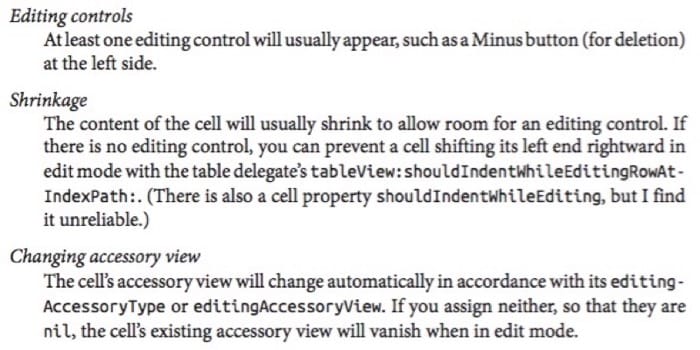 Editing controls
At least one editing control will usually appear, such as a Minus button (for deletion)
at the left side.
Shrinkage
The content of the cell will usually shrink to allow room for an editing control. If
there is no editing control, you can prevent a cell shifting its left end rightward in
edit mode with the table delegate's tableView:shouldIndentWhileEditingRowAt-
IndexPath:. (There is also a cell property shouldIndentWhileEditing, but I find
it unreliable.)
Changing accessory view
The cell's accessory view will change automatically in accordance with its editing-
AccessoryType or editingAccessoryView. If you assign neither, so that they are
nil, the cell's existing accessory view will vanish when in edit mode.